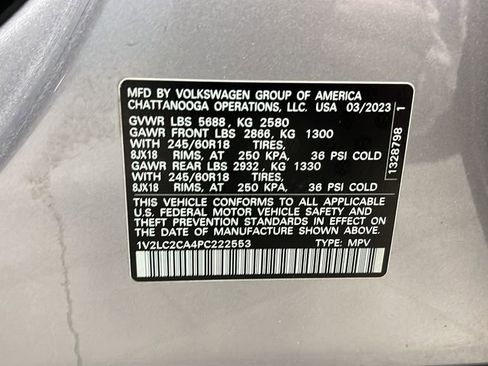 MFD BY VOLKSWAGEN GROUP OF AMERICA
CHATTANOOGA OPERATIONS, LLC. USA 03/2023
GVWR LBS 5688, KG 2580
GAWR FRONT LBS 2866, KG 1300
WITH 245/60R18 TIRES,
8JX18 RIMS, AT 250 KPA, 36 PSI COLD
GAWR REAR LBS 2932, KG 1330
WITH 245/60R18 TIRES,
8JX18 RIMS, AT 250 KPA, 36 PSI COLD
THIS VEHICLE CONFORMS TO ALL APPLICABLE
U.S. FEDERAL MOTOR VEHICLE SAFETY AND
THEFT PREVENTION STANDARDS IN EFFECT ON
THE DATE OF MANUFACTURE SHOWN ABOVE.
1V2LC2CA4PC222553 TYPE: MPV
1328798 1